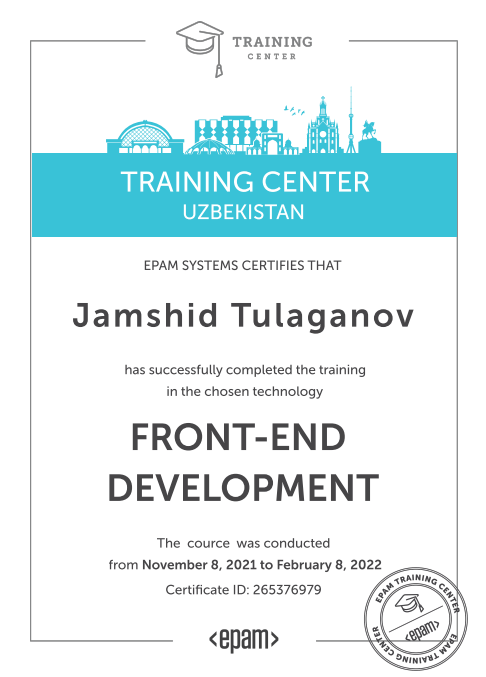 TRAINING
CENTER
TRAINING CENTER
UZBEKISTAN
EPAM SYSTEMS CERTIFIES THAT
Jamshid Tulaganov
has successfully completed the training
in the chosen technology
FRONT-END
DEVELOPMENT
The cource was conducted
from November 8, 2021 to February 8, 2022
Certificate ID: 265376979
<epam>
EPAM TRAINING CENTER
<epam>
EPAM TRAINING CENTER